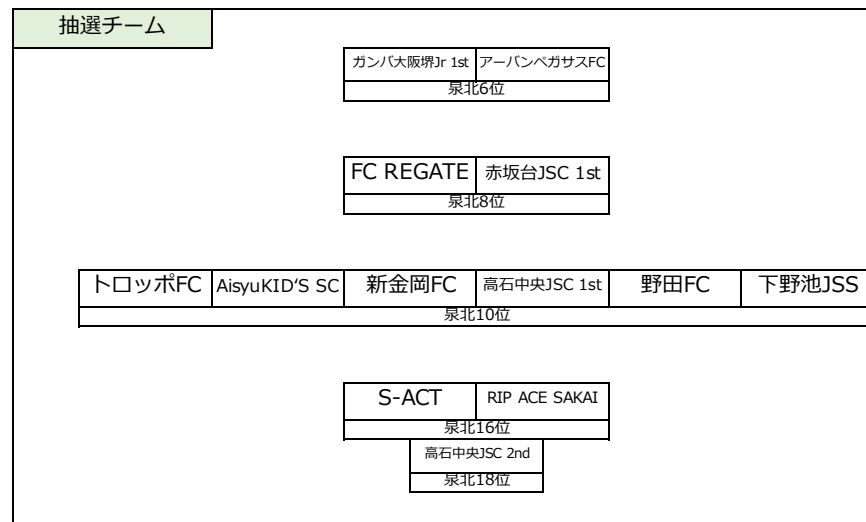 抽選チーム
ガンバ大阪堺Jr 1st アーバンペガサスFC
泉北6位
FC REGATE 赤坂台JSC 1st
泉北8位
トロッポFC AisyuKID'S SC 新金岡FC 高石中央JSC 1st 野田FC 下野池JSS
泉北10位
S-ACT RIP ACE SAKAI
泉北16位
高石中央JSC 2nd
泉北18位